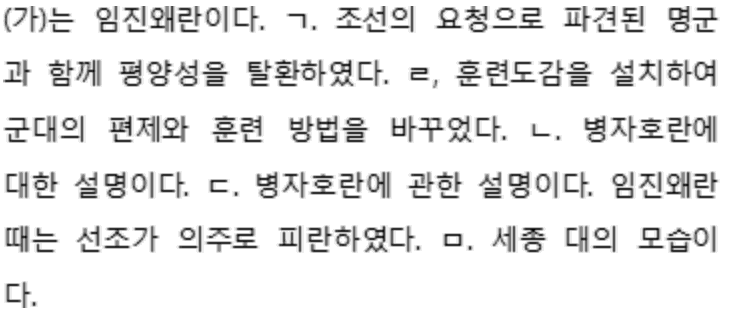 (가)는 임진왜란이다. ㄱ. 조선의 요청으로 파견된 명군
과 함께 평양성을 탈환하였다. ㄹ, 훈련도감을 설치하여
군대의 편제와 훈련 방법을 바꾸었다. ㄴ. 병자호란에
대한 설명이다. ㄷ. 병자호란에 관한 설명이다. 임진왜란
때는 선조가 의주로 피란하였다. ㅁ. 세종 대의 모습이
다.